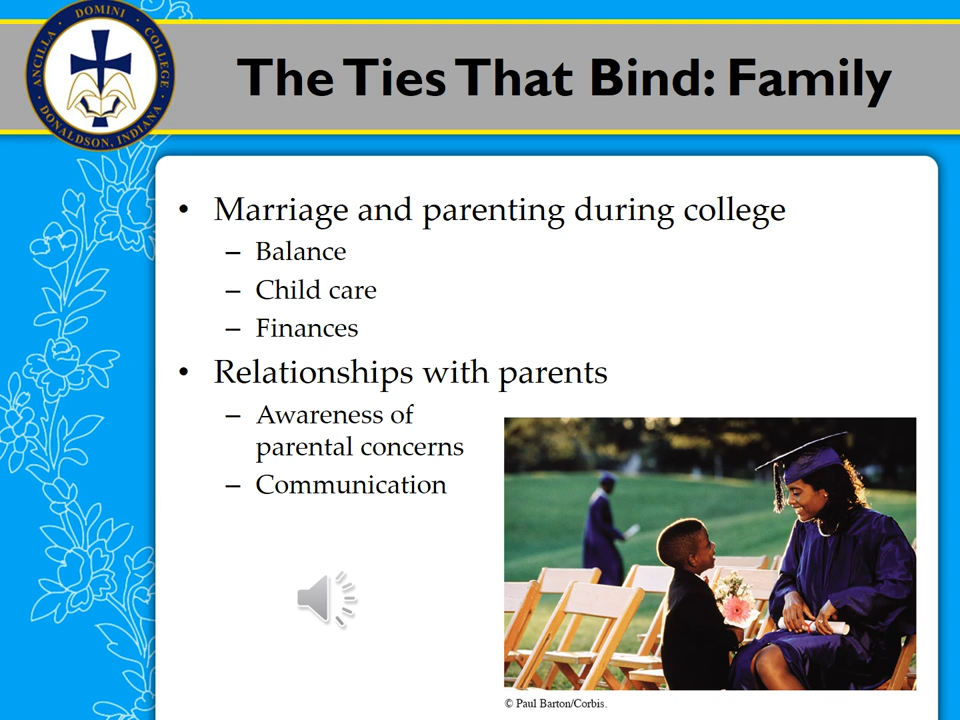 ANCILLA DOMINI COLLEGE
DONALDSON, INDIANA
The Ties That Bind: Family
• Marriage and parenting during college
– Balance
– Child care
– Finances
• Relationships with parents
– Awareness of
parental concerns
– Communication
© Paul Barton/Corbis.